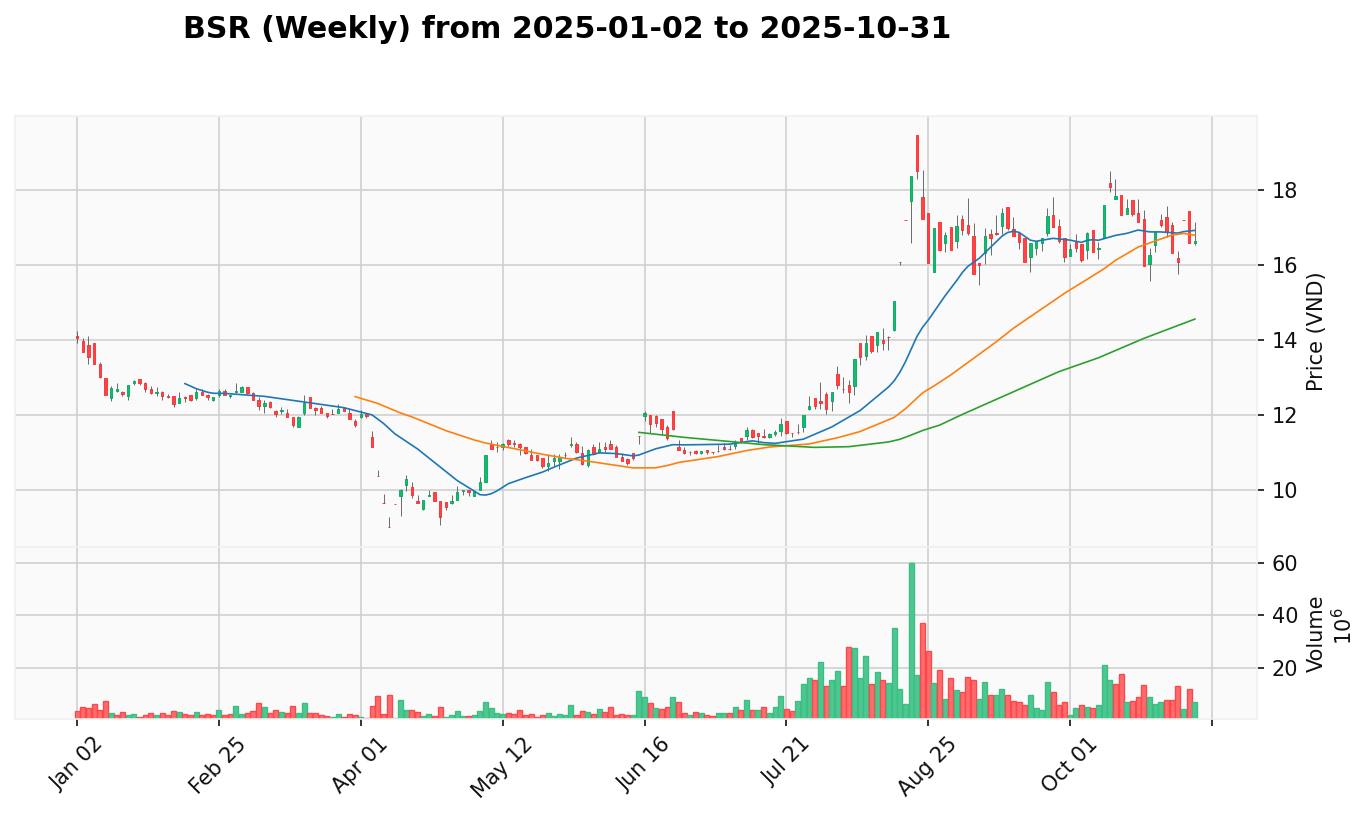 BSR (Weekly) from 2025-01-02 to 2025-10-31
18
16
14
12
10
Price (VND)
60
40
20
Volume
10⁶
Jan 02
Feb 25
Apr 01
May 12
Jun 16
Jul 21
Aug 25
Oct 01